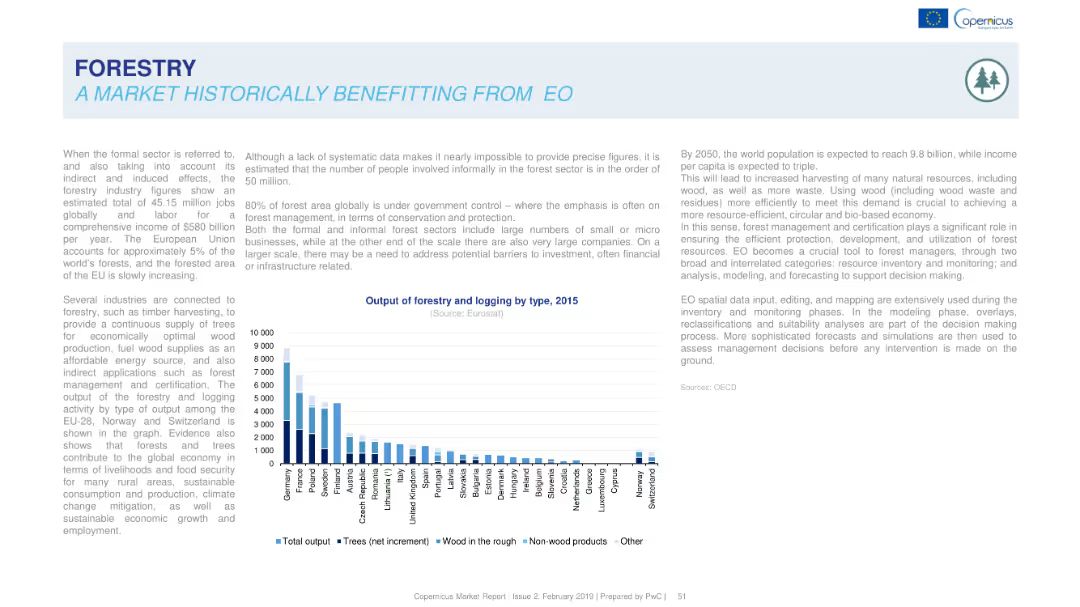 opernicus
FORESTRY
A MARKET HISTORICALLY BENEFITTING FROM EO
When the formal sector is referred to,
and also taking into account its
indirect and induced effects, the
forestry industry figures show an
estimated total of 45.15 million jobs
globally and labor for a
comprehensive income of $580 billion
per year. The European Union
accounts for approximately 5% of the
world's forests, and the forested area
of the EU is slowly increasing.
Several industries are connected to
forestry, such as timber harvesting, to
provide a continuous supply of trees
for economically optimal wood
production, fuel wood supplies as an
affordable energy source, and also
indirect applications such as forest
management and certification. The
output of the forestry and logging
activity by type of output among the
EU-28, Norway and Switzerland is
shown in the graph. Evidence also
shows that forests and trees
contribute to the global economy in
terms of livelihoods and food security
for many rural areas, sustainable
consumption and production, climate
change mitigation, as well as
sustainable economic growth and
employment.
Although a lack of systematic data makes it nearly impossible to provide precise figures, it is
estimated that the number of people involved informally in the forest sector is in the order of
50 million.
80% of forest area globally is under government control – where the emphasis is often on
forest management, in terms of conservation and protection.
Both the formal and informal forest sectors include large numbers of small or micro
businesses, while at the other end of the scale there are also very large companies. On a
larger scale, there may be a need to address potential barriers to investment, often financial
or infrastructure related.
Output of forestry and logging by type, 2015
(Source: Eurostat)
10 000
9 000
8 000
7 000
6 000
5 000
4 000
3 000
2 000
1 000
0
Germany
France
Poland
Sweden
Finland
Austria
Czech Republic
Romania
Lithuania (¹)
Italy
United Kingdom
Spain
Portugal
Latvia
Slovakia
Bulgaria
Estonia
Denmark
Hungary
Ireland
Belgium
Slovenia
Croatia
Netherlands
Greece
Luxembourg
Cyprus
Norway
Switzerland
Total output
Trees (net increment)
Wood in the rough
Non-wood products
Other
By 2050, the world population is expected to reach 9.8 billion, while income
per capita is expected to triple.
This will lead to increased harvesting of many natural resources, including
wood, as well as more waste. Using wood (including wood waste and
residues) more efficiently to meet this demand is crucial to achieving a
more resource-efficient, circular and bio-based economy.
In this sense, forest management and certification plays a significant role in
ensuring the efficient protection, development, and utilization of forest
resources. EO becomes a crucial tool to forest managers, through two
broad and interrelated categories: resource inventory and monitoring; and
analysis, modeling, and forecasting to support decision making.
EO spatial data input, editing, and mapping are extensively used during the
inventory and monitoring phases. In the modeling phase, overlays,
reclassifications and suitability analyses are part of the decision making
process. More sophisticated forecasts and simulations are then used to
assess management decisions before any intervention is made on the
ground.
Sources: OECD
Copernicus Market Report Issue 2, February 2019 | Prepared by PwC | 51